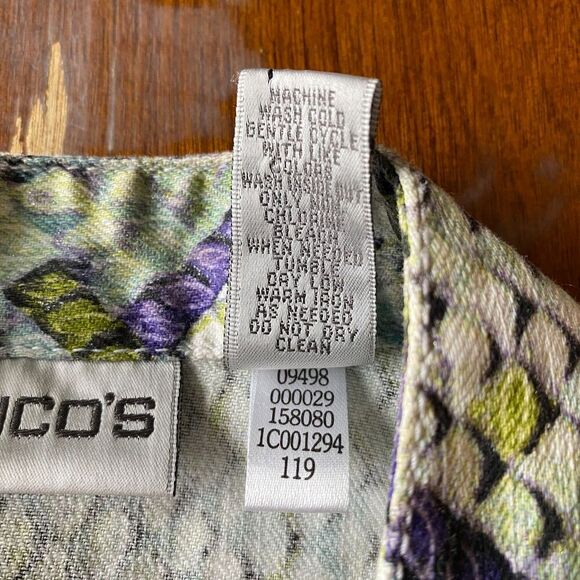 MACHINE
WASH COLD
GENTLE CYCLE
WITH LIKE
COLORS
WASH INSIDE OUT
ONLY NON-
CHLORINE
BLEACH
WHEN NEEDED
TUMBLE
DRY LOW
WARM IRON
AS NEEDED
DO NOT DRY
CLEAN
ICO'S
09498
000029
158080
1C001294
119